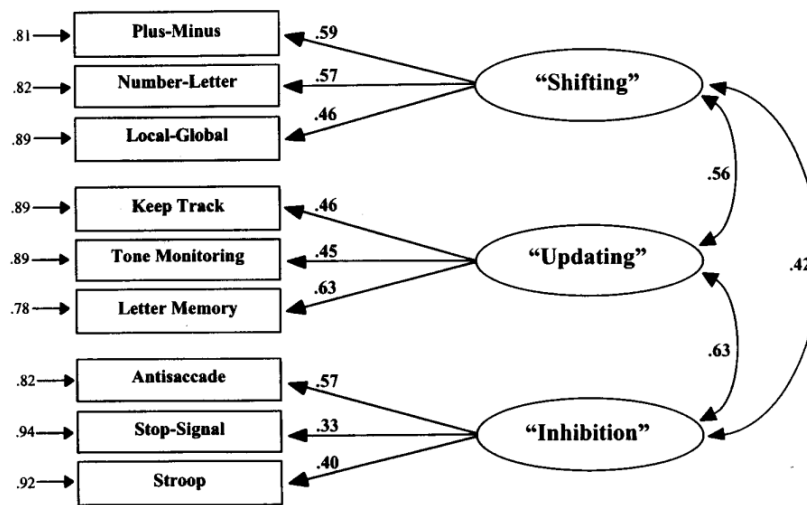 .81 Plus-Minus .59
.82 Number-Letter .57 “Shifting”
.89 Local-Global .46
.56
.89 Keep Track .46
.89 Tone Monitoring .45 “Updating” .42
.78 Letter Memory .63
.63
.82 Antisaccade .57
.94 Stop-Signal .33 “Inhibition”
.92 Stroop .40